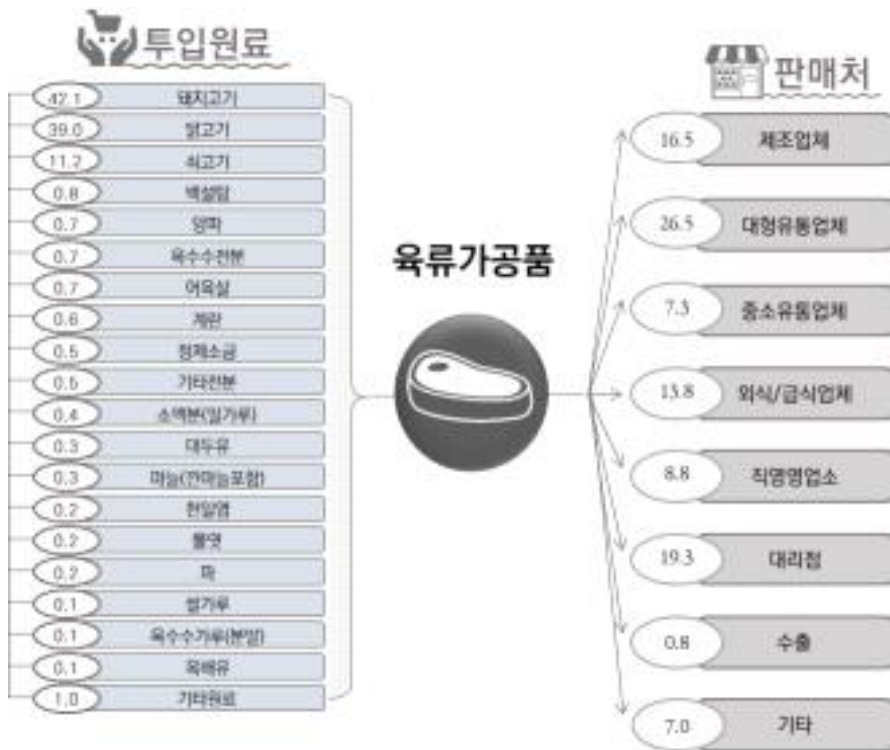 투입원료
42.1 돼지고기
39.0 닭고기
11.2 쇠고기
0.8 백설탕
0.7 양파
0.7 옥수수전분
0.7 어육살
0.6 계란
0.5 정제소금
0.5 기타전분
0.4 소맥분(밀가루)
0.3 대두유
0.3 마늘(깐마늘포함)
0.2 천일염
0.2 물엿
0.2 파
0.1 쌀가루
0.1 옥수수가루(분말)
0.1 옥배유
1.0 기타원료
육류가공품
판매처
16.5 제조업체
26.5 대형유통업체
7.3 중소유통업체
13.8 외식/급식업체
8.8 직영영업소
19.3 대리점
0.8 수출
7.0 기타